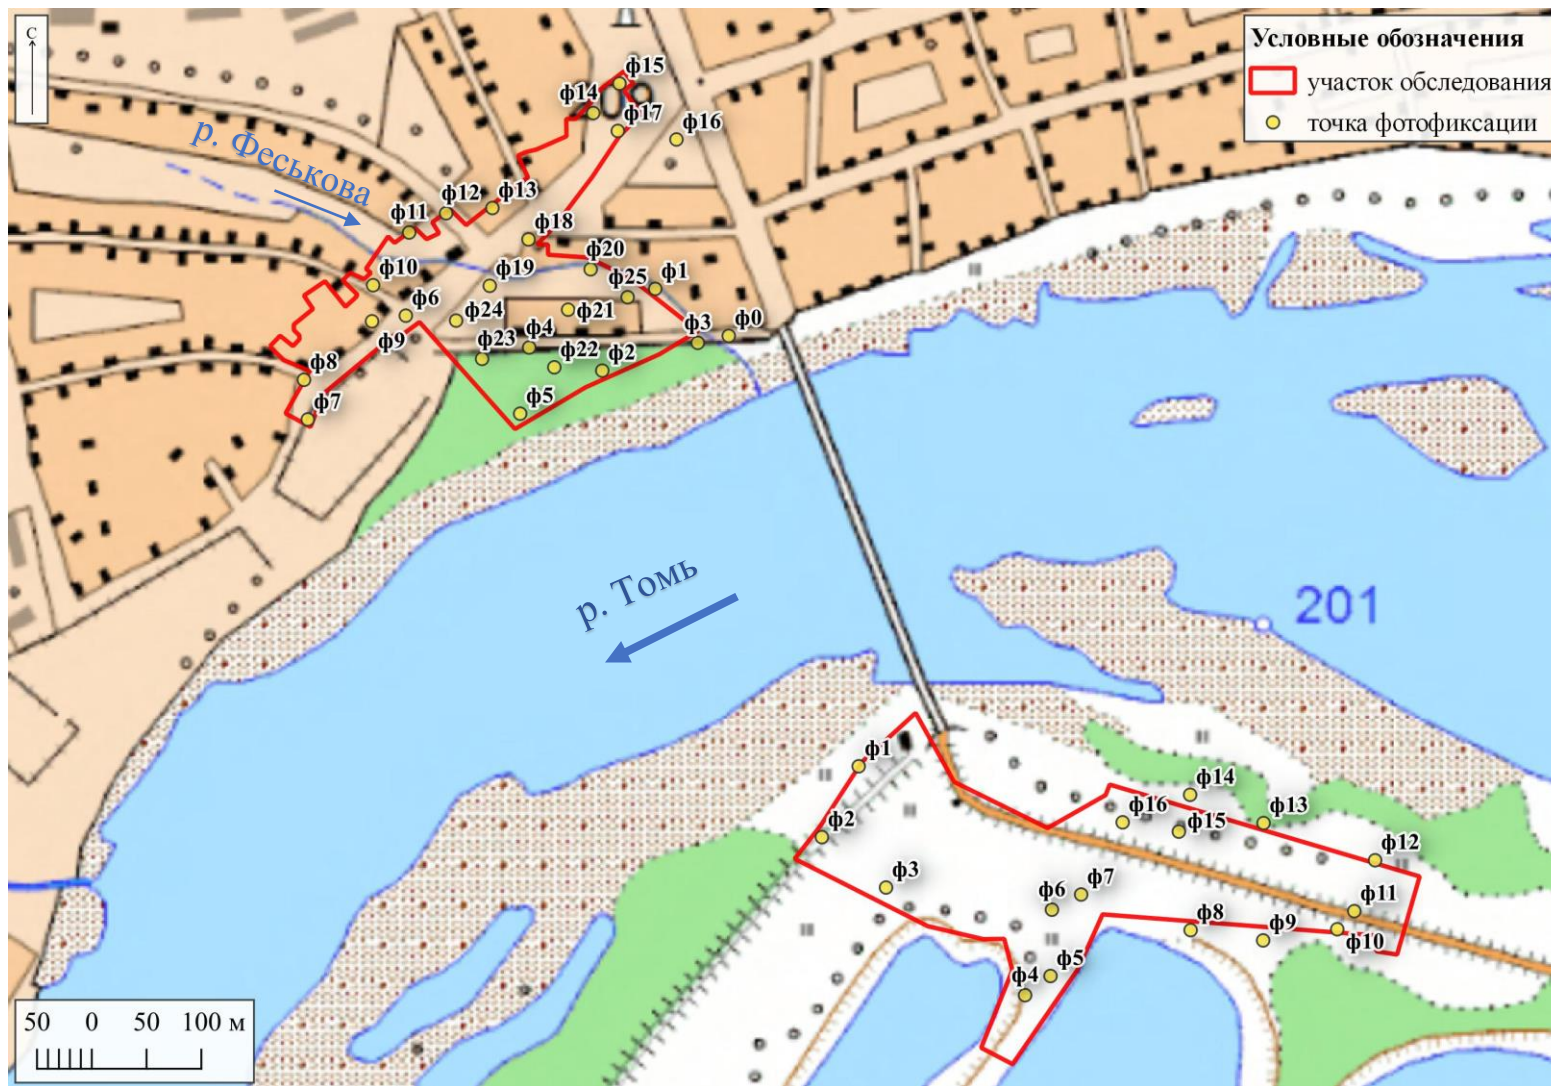 С
Условные обозначения
участок обследования
точка фотофиксации
р. Феськова
ф15
ф14
ф17
ф16
ф12
ф13
ф11
ф18
ф10
ф19
ф20
ф25
ф1
ф6
ф24
ф21
ф9
ф23
ф4
ф3
ф0
ф8
ф22
ф2
ф7
ф5
р. Томь
201
ф1
ф14
ф16
ф15
ф13
ф2
ф12
ф3
ф6
ф7
ф11
ф8
ф9
ф10
ф5
ф4
50 0 50 100 м